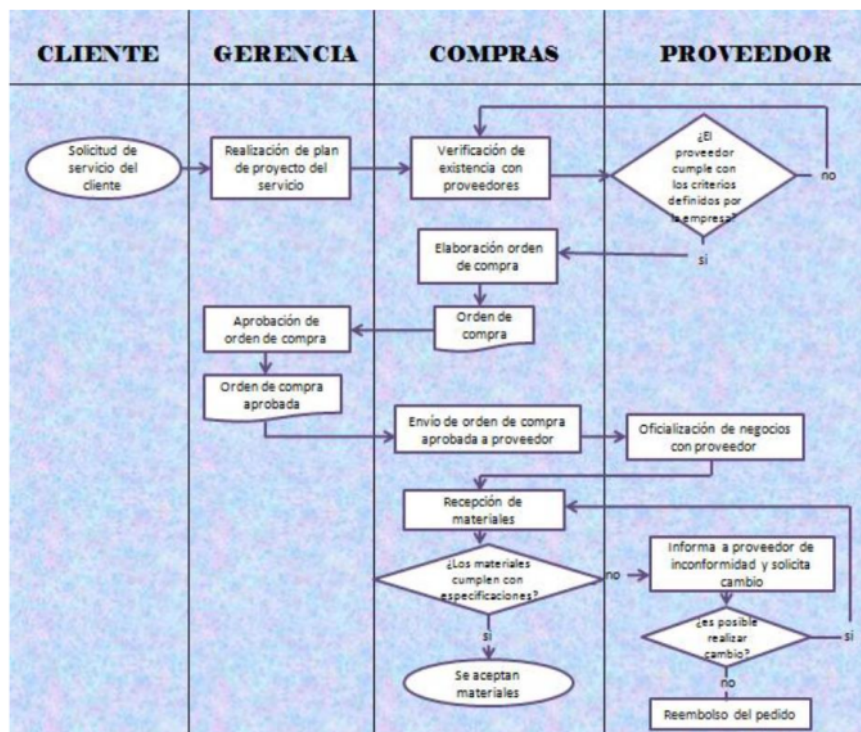 CLIENTE
GERENCIA
COMPRAS
PROVEEDOR
Solicitud de
servicio del
cliente
Realización de plan
de proyecto del
servicio
Verificación de
existencia con
proveedores
¿El
proveedor
cumple con
los criterios
definidos por
la empresa?
no
si
Elaboración orden
de compra
Orden de
compra
Aprobación de
orden de compra
Orden de compra
aprobada
Envío de orden de compra
aprobada a proveedor
Oficialización de negocios
con proveedor
Recepción de
materiales
¿Los materiales
cumplen con
especificaciones?
no
Informa a proveedor de
inconformidad y solicita
cambio
¿es posible
realizar
cambio?
si
si
no
Se aceptan
materiales
Reembolso del pedido